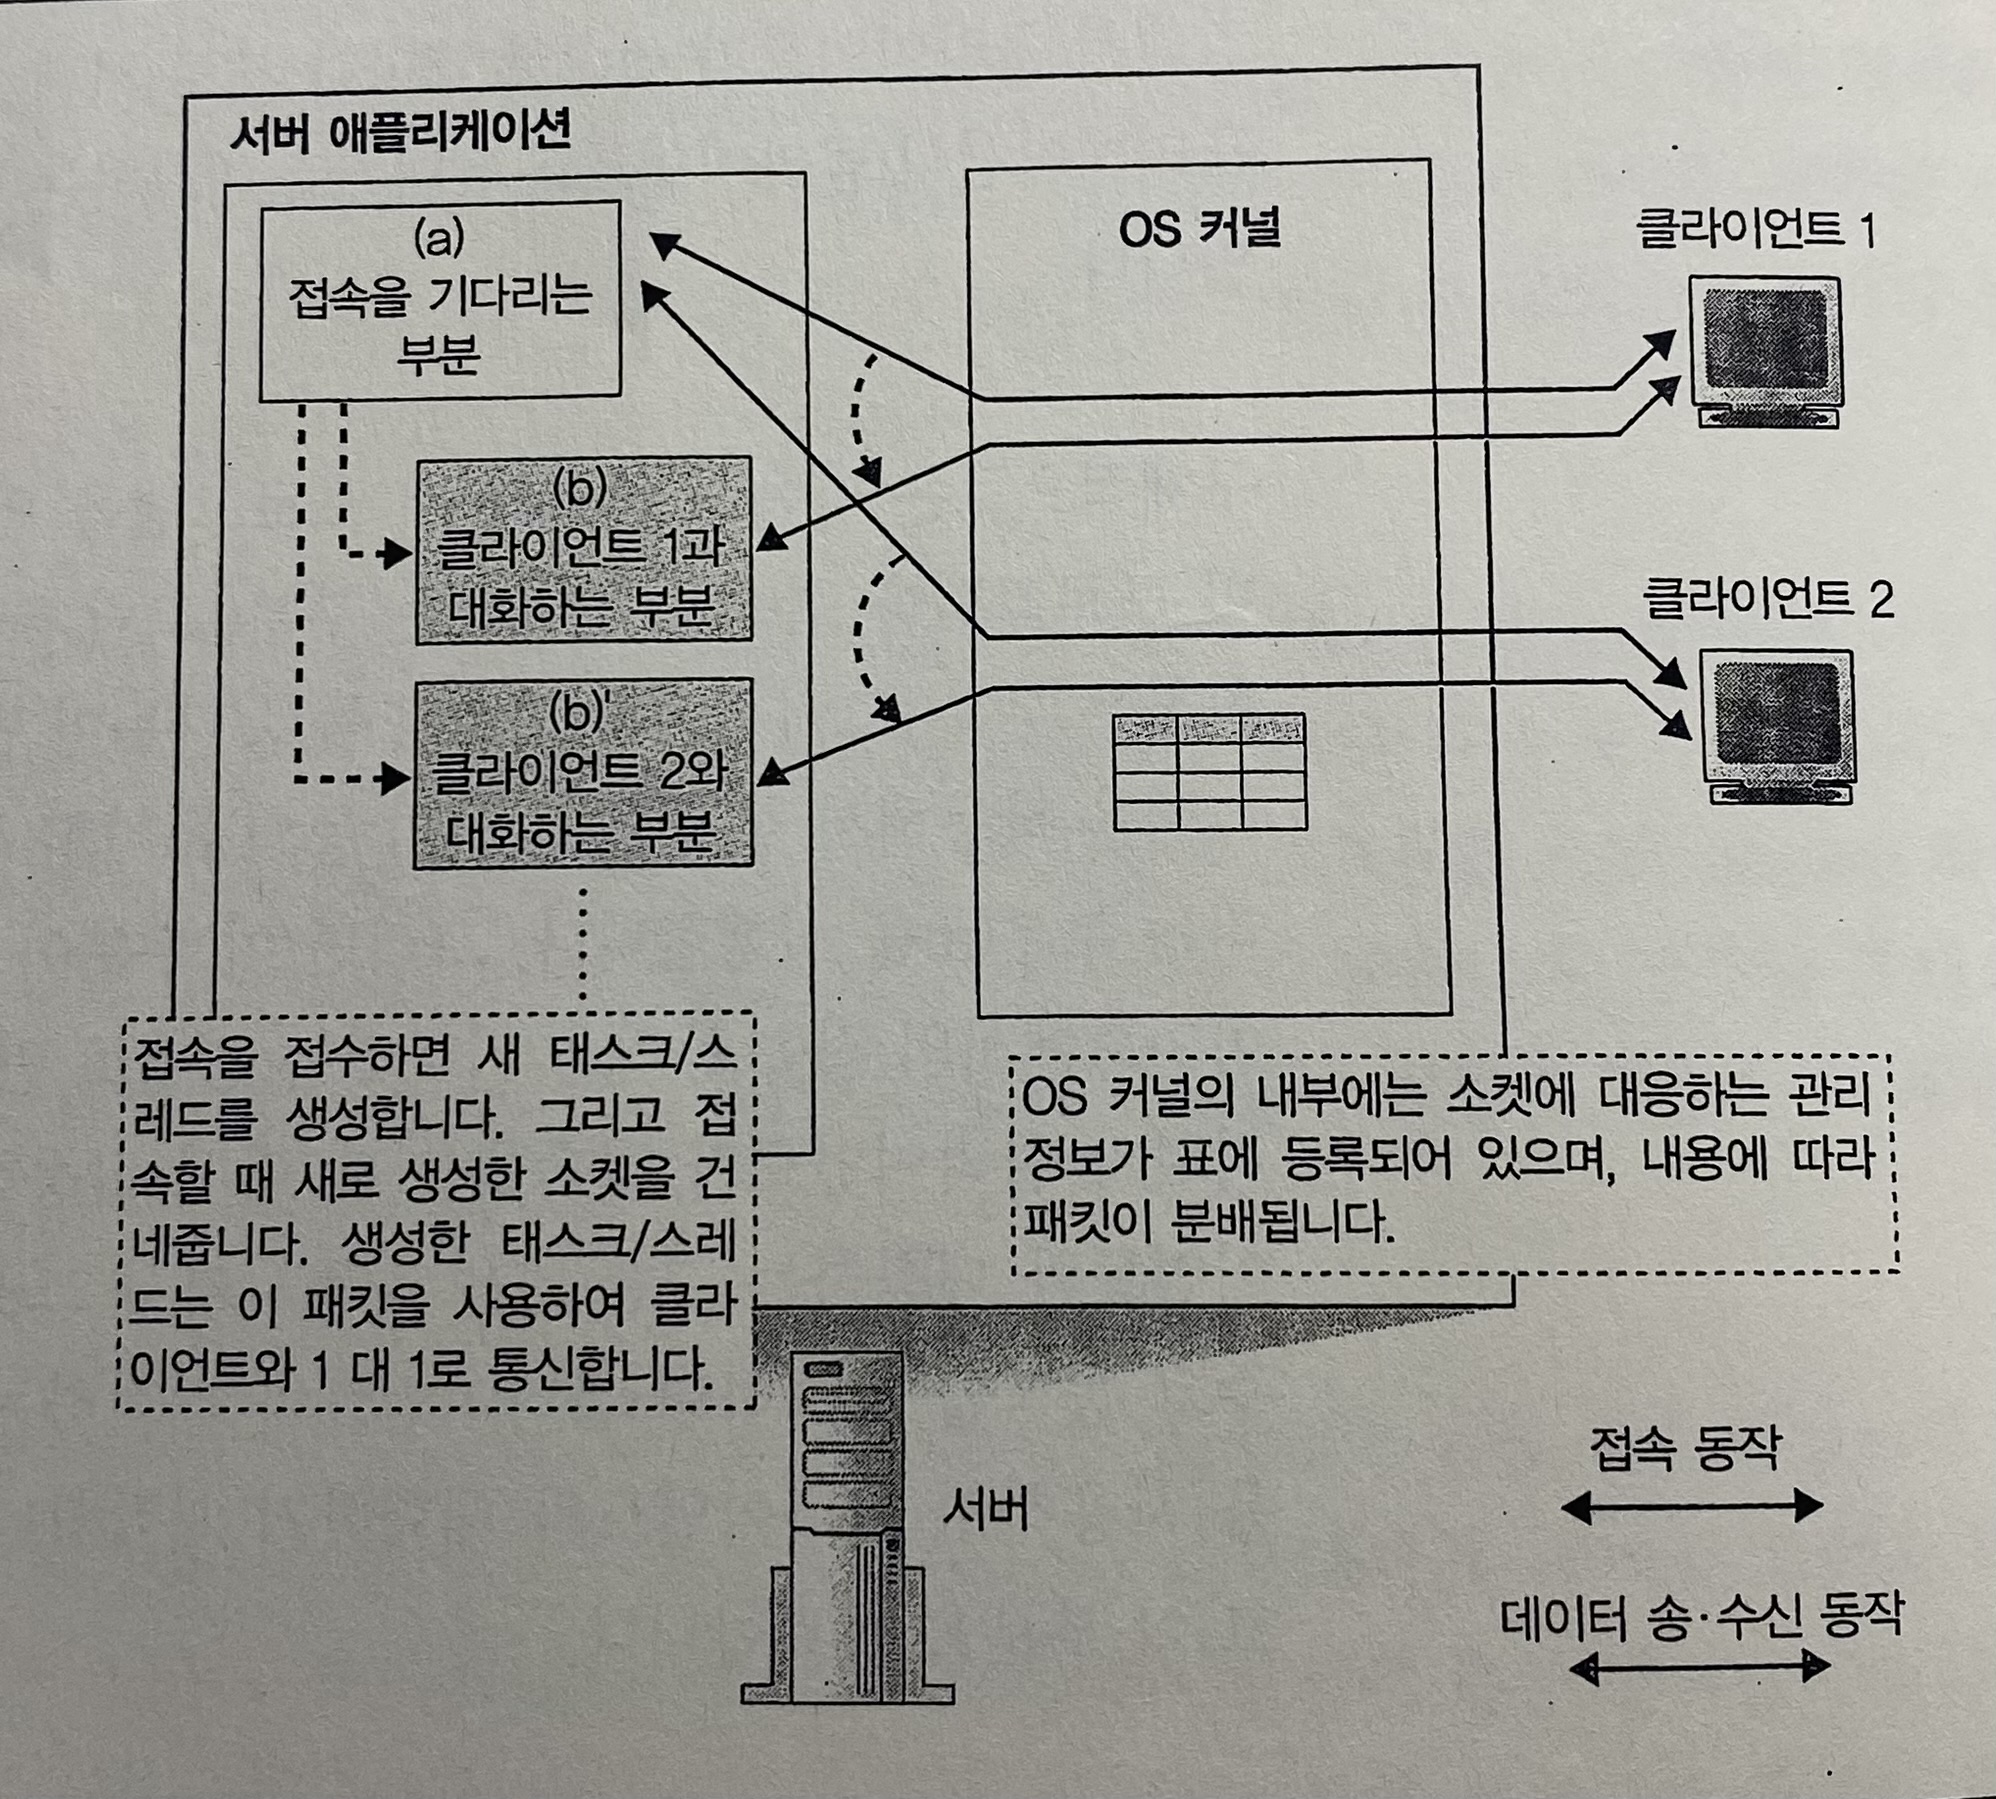 서버 애플리케이션
(a)
접속을 기다리는
부분
OS 커널
클라이언트 1
(b)
클라이언트 1과
대화하는 부분
클라이언트 2
(b)'
클라이언트 2와
대화하는 부분
접속을 접수하면 새 태스크/스
레드를 생성합니다. 그리고 접
속할 때 새로 생성한 소켓을 건
네줍니다. 생성한 태스크/스레
드는 이 패킷을 사용하여 클라
이언트와 1 대 1로 통신합니다.
OS 커널의 내부에는 소켓에 대응하는 관리
정보가 표에 등록되어 있으며, 내용에 따라
패킷이 분배됩니다.
서버
접속 동작
데이터 송·수신 동작